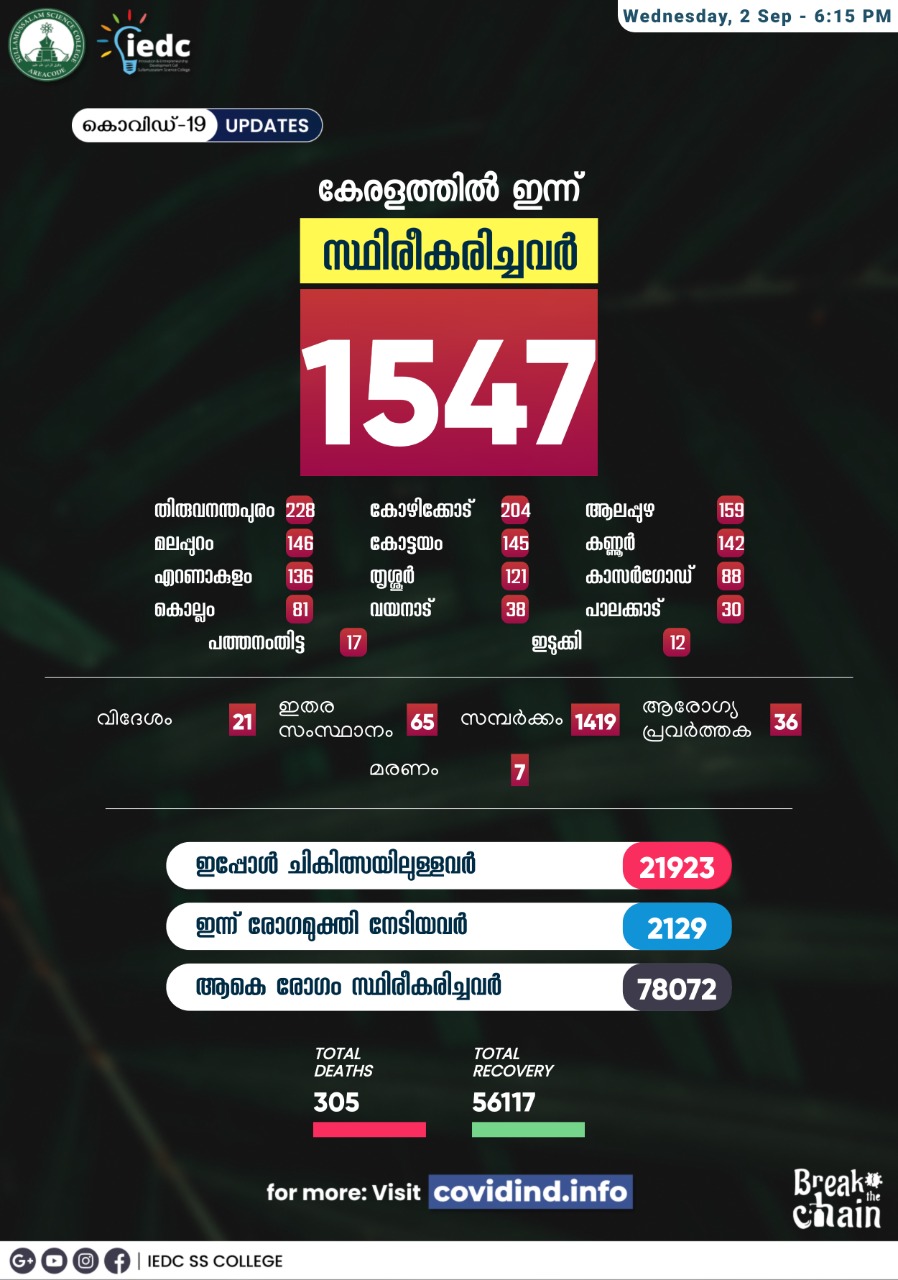 Wednesday, 2 Sep - 6:15 PM
SULLAMUSSALAM SCIENCE COLLEGE
AREACODE
iedc
കൊവിഡ്-19 UPDATES
കേരളത്തിൽ ഇന്ന്
സ്ഥിരീകരിച്ചവർ
1547
തിരുവനന്തപുരം 228 കോഴിക്കോട് 204 ആലപ്പുഴ 159
മലപ്പുറം 146 കോട്ടയം 145 കണ്ണൂർ 142
എറണാകുളം 136 തൃശ്ശൂർ 121 കാസർഗോഡ് 88
കൊല്ലം 81 വയനാട് 38 പാലക്കാട് 30
പത്തനംതിട്ട 17 ഇടുക്കി 12
വിദേശം 21 ഇതര സംസ്ഥാനം 65 സമ്പർക്കം 1419 ആരോഗ്യ പ്രവർത്തക 36
മരണം 7
ഇപ്പോൾ ചികിത്സയിലുള്ളവർ 21923
ഇന്ന് രോഗമുക്തി നേടിയവർ 2129
ആകെ രോഗം സ്ഥിരീകരിച്ചവർ 78072
TOTAL DEATHS
305
TOTAL RECOVERY
56117
for more: Visit covidind.info
Break the chain
G+ | IEDC SS COLLEGE